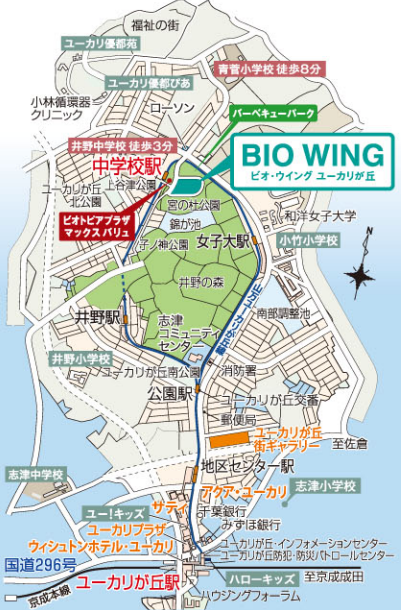 福祉の街
ユーカリ優都苑
青菅小学校 徒歩8分
ユーカリ優都ぴあ
小林循環器
クリニック
ローソン
バーベキューパーク
井野中学校 徒歩3分
中学校駅
BIO WING
ビオ・ウイング ユーカリが丘
上谷津公園
ユーカリが丘
北公園
宮の杜公園
ビオトピアプラザ
マックス バリュ
錦が池
和洋女子大学
子ノ神公園
女子大駅
小竹小学校
井野の森
山万ユーカリが丘線
井野駅
志津
コミュニティ
センター
南部調整池
井野小学校
ユーカリが丘南公園
消防署
公園駅
ユーカリが丘交番
郵便局
ユーカリが丘
街ギャラリー
至佐倉
地区センター駅
志津中学校
アクア・ユーカリ
志津小学校
ユー!キッズ
サティ
千葉銀行
ユーカリプラザ
みずほ銀行
ウィシュトンホテル・ユーカリ
ユーカリが丘・インフォメーションセンター
ユーカリが丘防犯・防災パトロールセンター
国道296号
ユーカリが丘駅
ハローキッズ
至京成成田
京成本線
ハウジングフォーラム